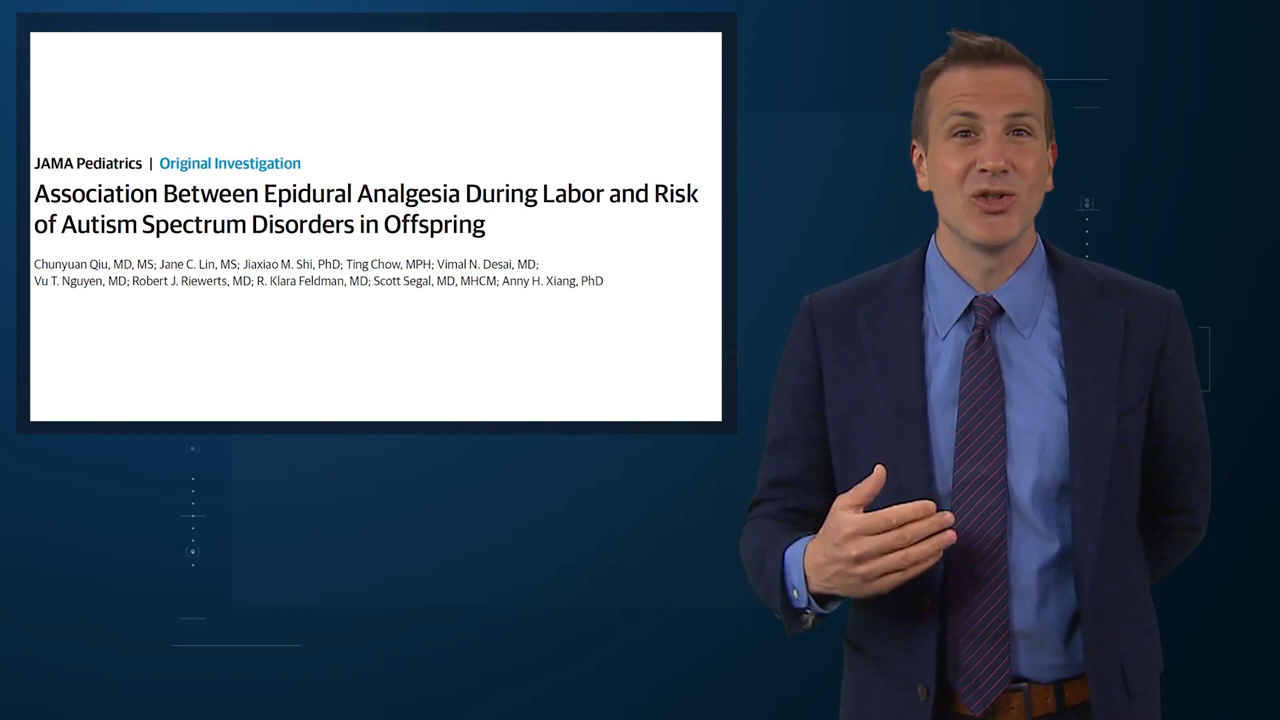 JAMA Pediatrics | Original Investigation
Association Between Epidural Analgesia During Labor and Risk
of Autism Spectrum Disorders in Offspring
Chunyuan Qiu, MD, MS; Jane C. Lin, MS; Jiaxiao M. Shi, PhD; Ting Chow, MPH; Vimal N. Desai, MD;
Vu T. Nguyen, MD; Robert J. Riewerts, MD; R. Klara Feldman, MD; Scott Segal, MD, MHCM; Anny H. Xiang, PhD